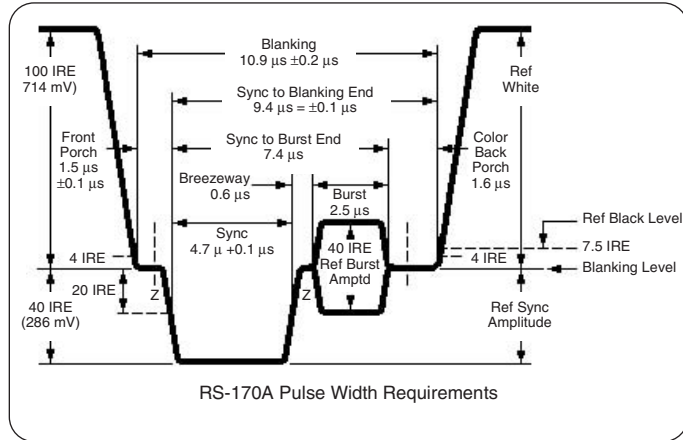 Blanking
10.9 µs ±0.2 µs
100 IRE
714 mV)
Ref
White
Sync to Blanking End
9.4 µs = ±0.1 µs
Front
Porch
1.5 µs
±0.1 µs
Sync to Burst End
7.4 µs
Color
Back
Porch
1.6 µs
Breezeway
0.6 µs
Burst
2.5 µs
Sync
4.7 µ +0.1 µs
Ref Black Level
40 IRE
Ref Burst
Amptd
7.5 IRE
4 IRE
4 IRE
Blanking Level
Z
Z
20 IRE
40 IRE
(286 mV)
Ref Sync
Amplitude
RS-170A Pulse Width Requirements